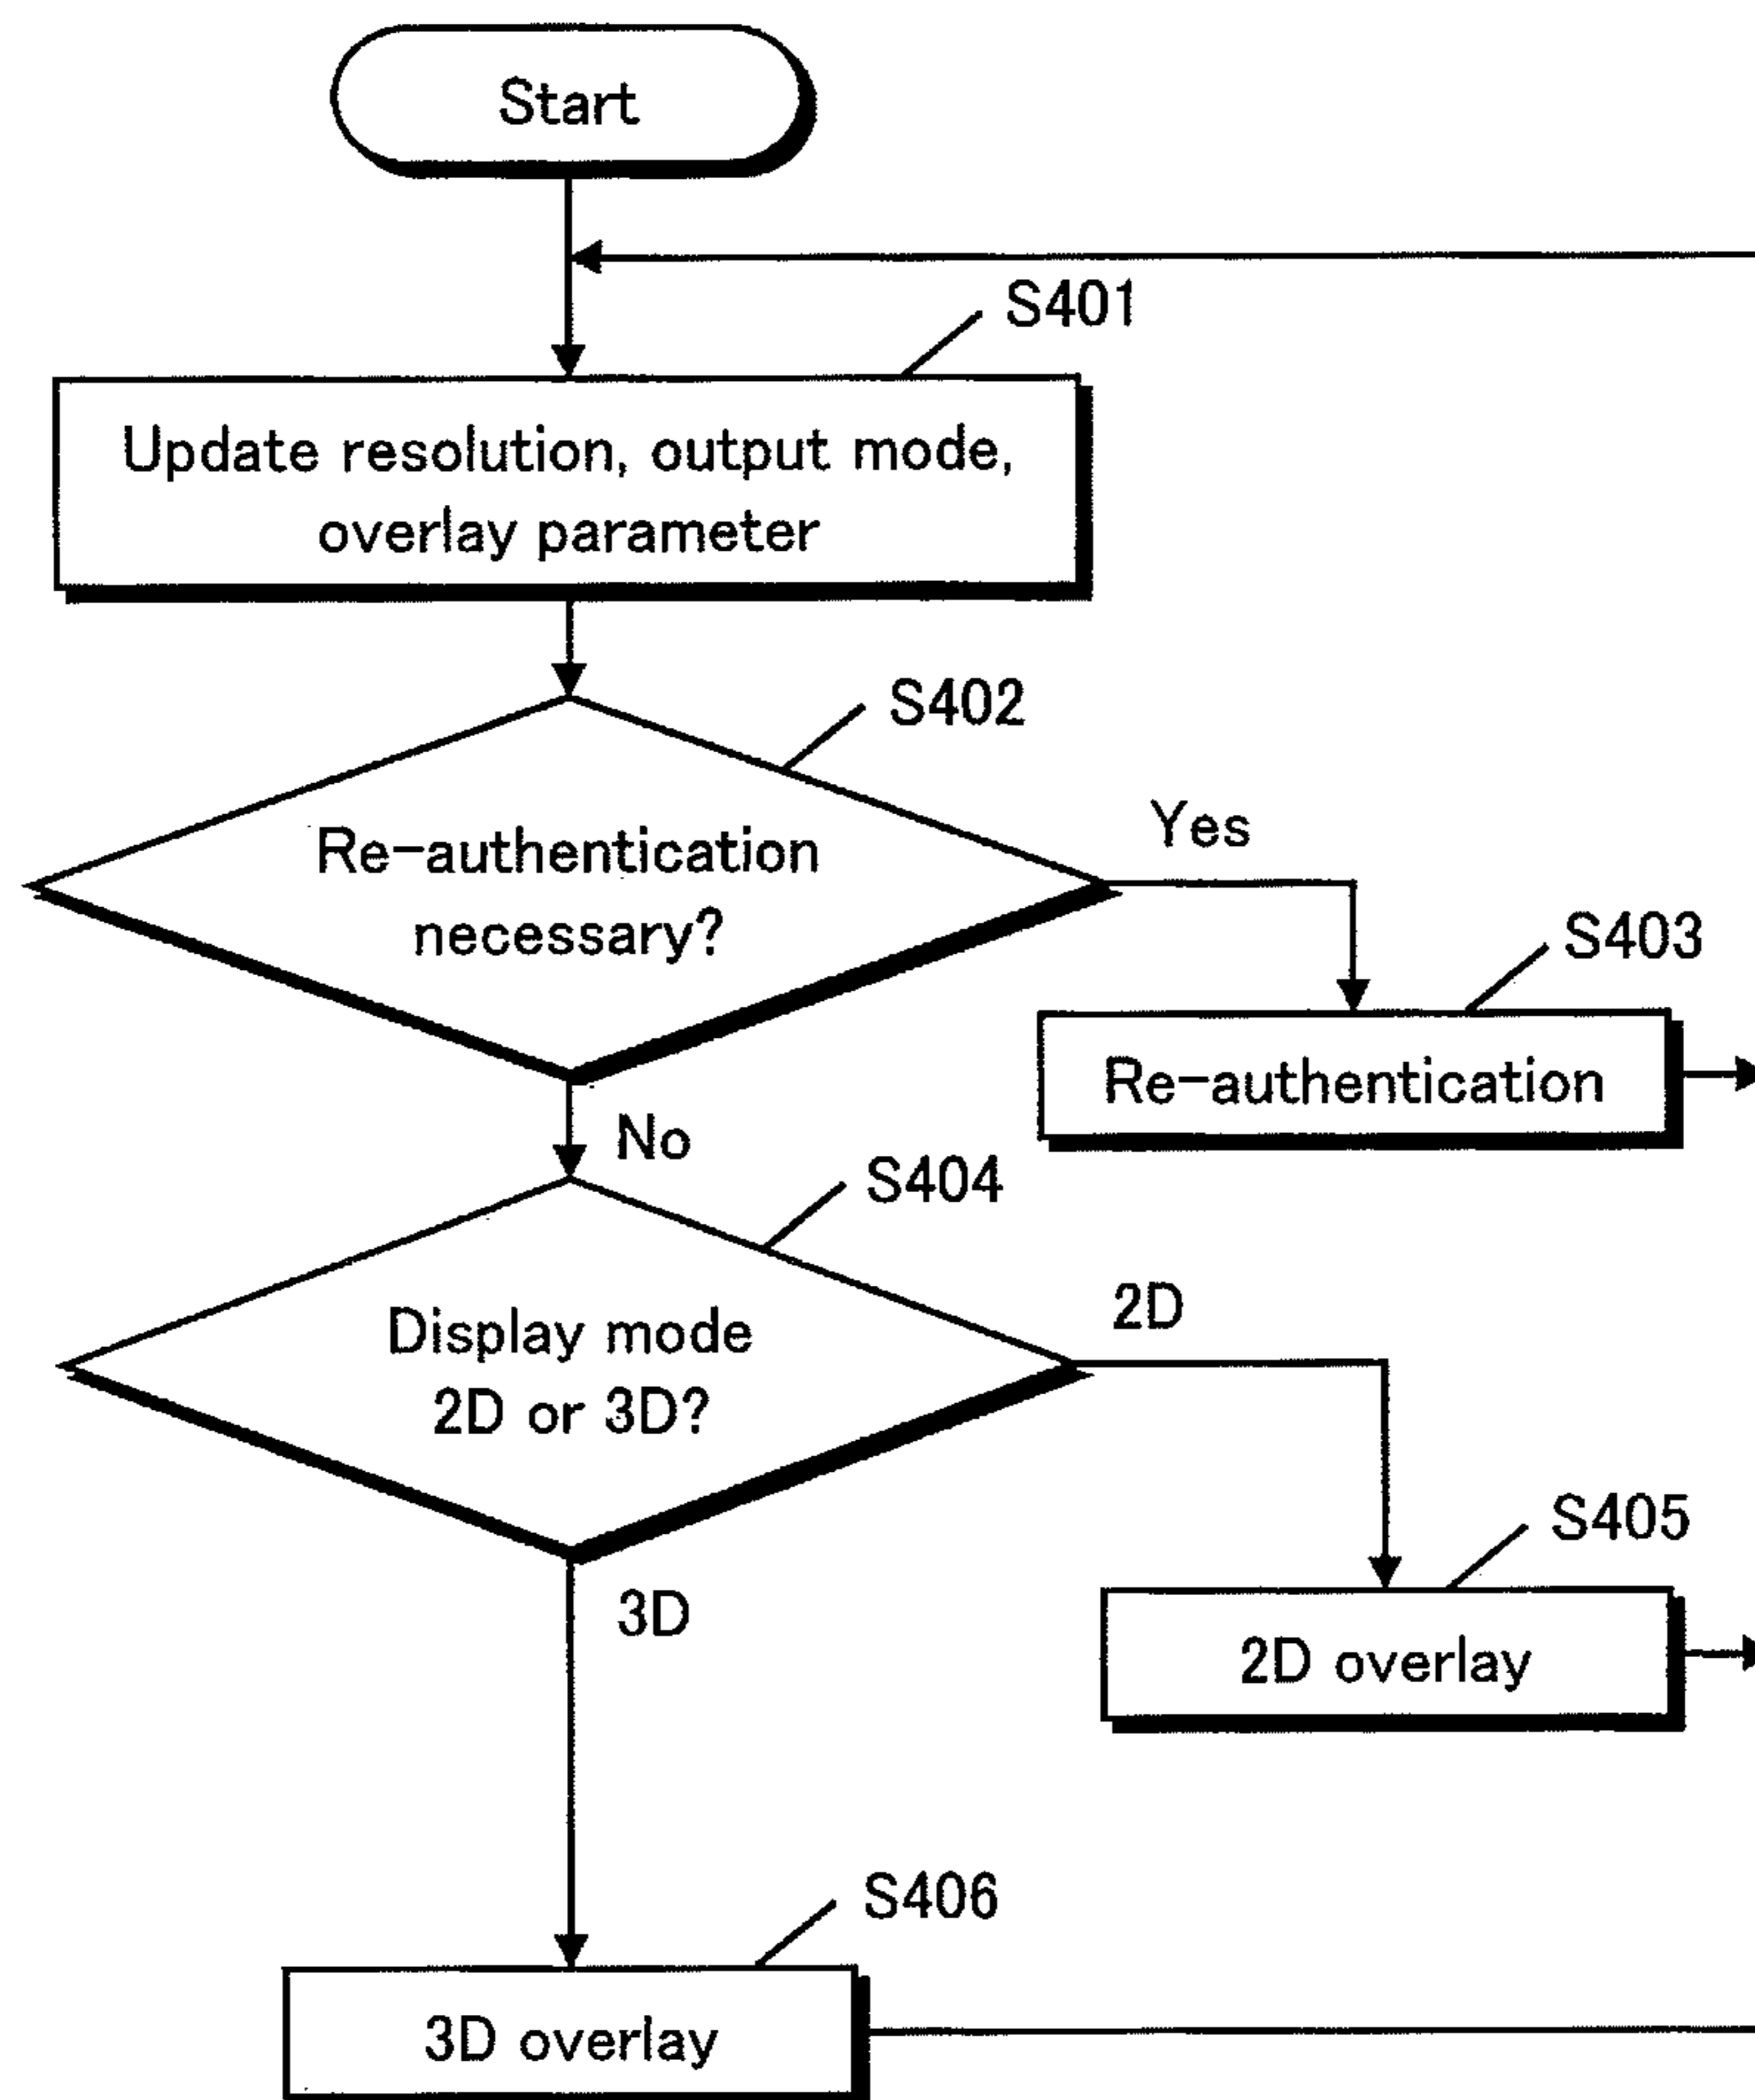 Start
S401
Update resolution, output mode,
overlay parameter
S402
Re-authentication
necessary?
Yes
S403
Re-authentication
No
S404
Display mode
2D or 3D?
2D
S405
2D overlay
3D
S406
3D overlay